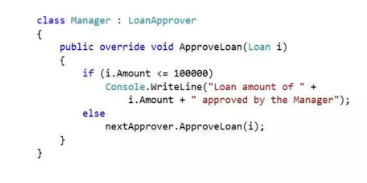 class Manager : LoanApprover
{
    public override void ApproveLoan(Loan i)
    {
        if (i.Amount <= 100000)
            Console.WriteLine("Loan amount of " +
                i.Amount + " approved by the Manager");
        else
            nextApprover.ApproveLoan(i);
    }
}